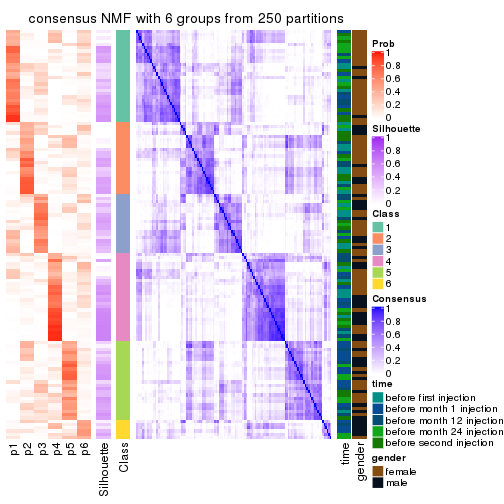 consensus NMF with 6 groups from 250 partitions
Prob
1
0.8
0.6
0.4
0.2
0
Silhouette
1
0.8
0.6
0.4
0.2
0
Class
1
2
3
4
5
6
Consensus
1
0.8
0.6
0.4
0.2
0
time
before first injection
before month 1 injection
before month 12 injection
before month 24 injection
before second injection
gender
female
male
p1
p2
p3
p4
p5
p6
Silhouette
Class
time
gender